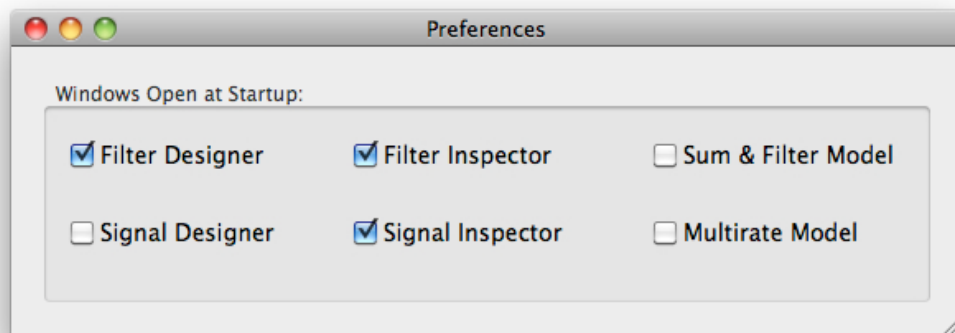 Preferences
Windows Open at Startup:
Filter Designer Filter Inspector Sum & Filter Model
Signal Designer Signal Inspector Multirate Model